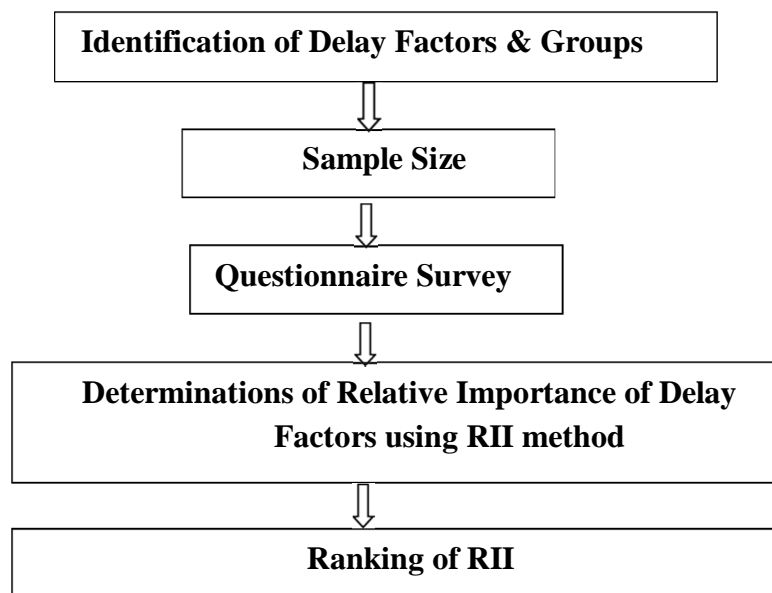 Identification of Delay Factors & Groups
Sample Size
Questionnaire Survey
Determinations of Relative Importance of Delay
Factors using RII method
Ranking of RII